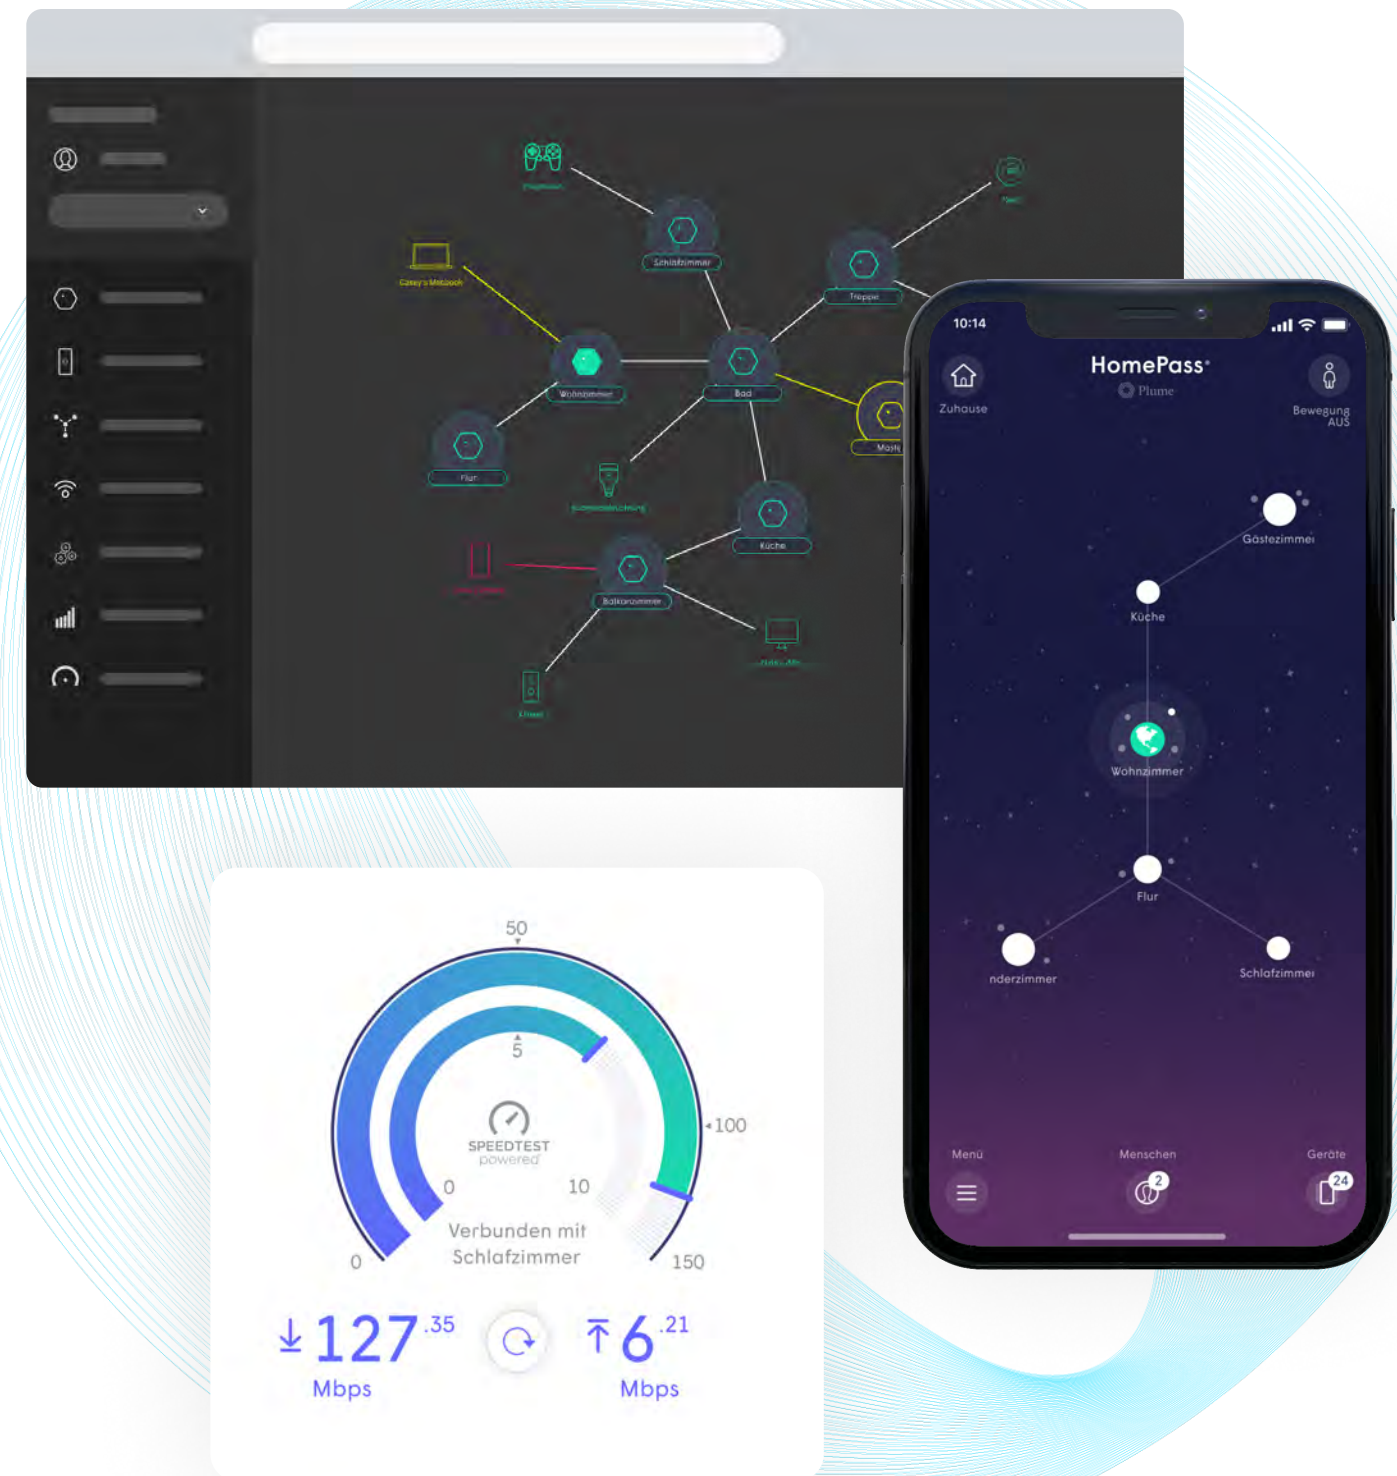 Schlafzimmer
Treppe
Casey's Macbook
Wohnzimmer
Bad
Flur
Küche
Balkonzimmer
10:14
HomePass
Plume
Zuhause
Bewegung
AUS
Gästezimmer
Küche
Wohnzimmer
Flur
nderzimmer
Schlafzimmer
Menü
Menschen
Geräte
2
24
50
5
100
SPEEDTEST
powered
0
10
Verbunden mit
Schlafzimmer
0
150
127.35
Mbps
6.21
Mbps